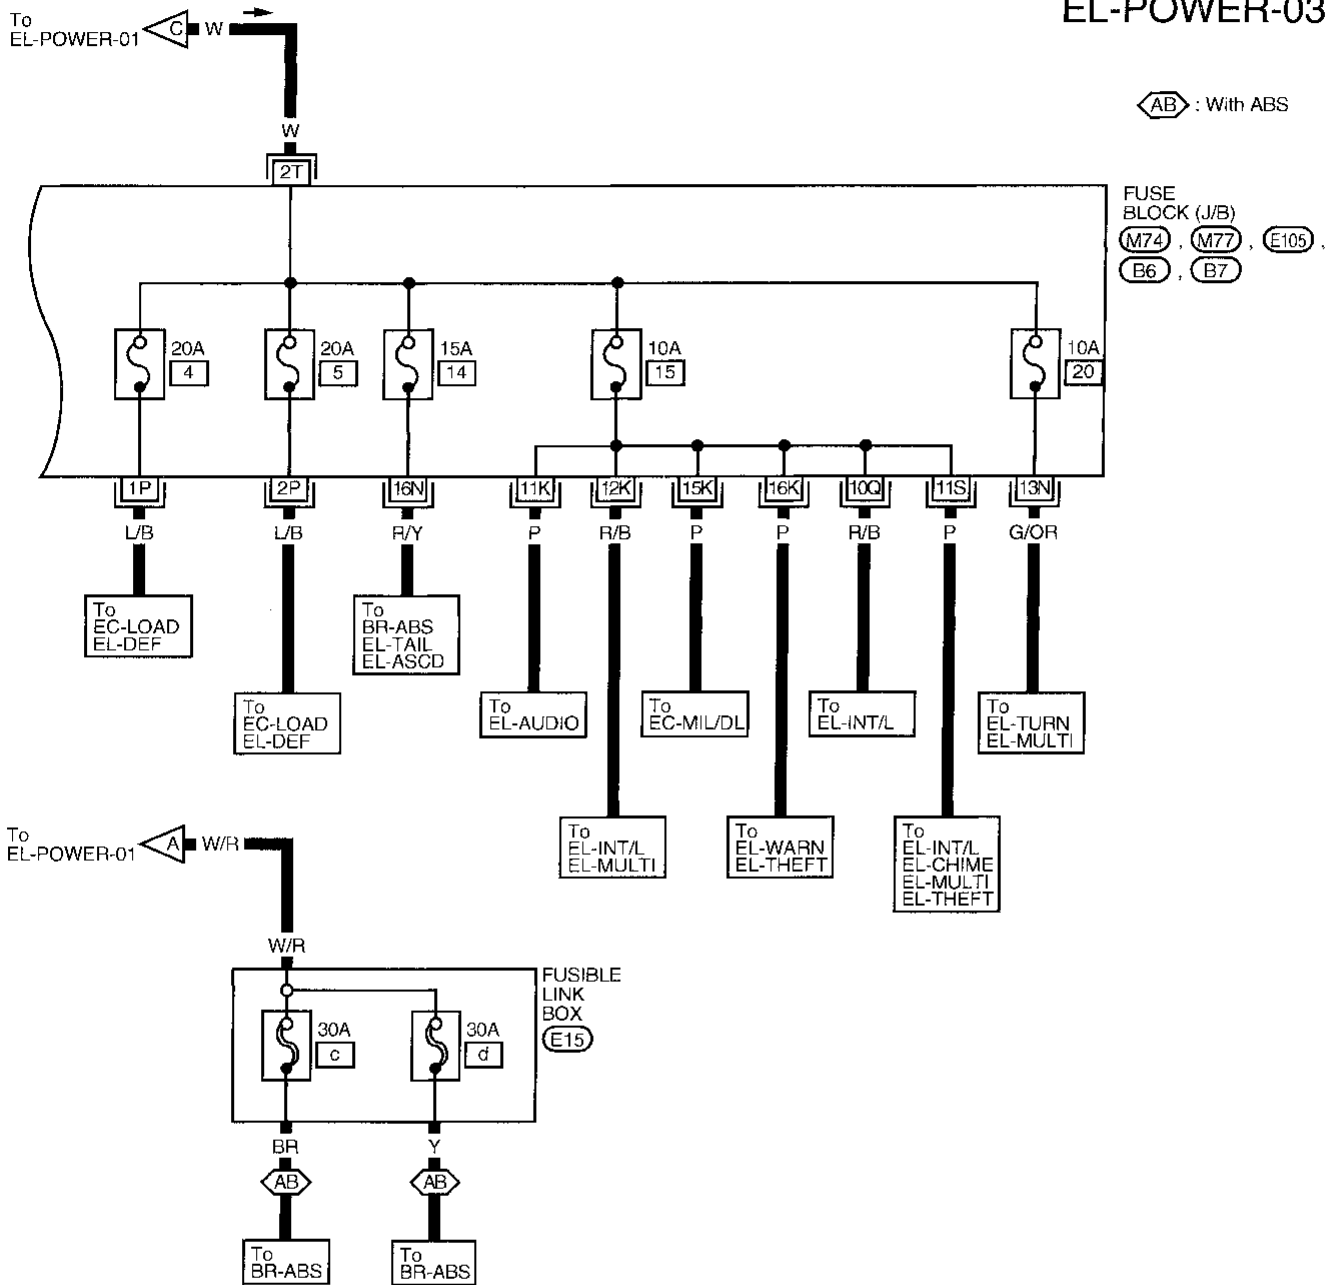 EL-POWER-03
To
EL-POWER-01
C
W
AB : With ABS
W
2T
FUSE
BLOCK (J/B)
M74 , M77 , E105 ,
B6 , B7
20A
4
20A
5
15A
14
10A
15
10A
20
1P
2P
16N
11K
12K
15K
16K
10Q
11S
13N
L/B
L/B
R/Y
P
R/B
P
P
R/B
P
G/OR
To
EC-LOAD
EL-DEF
To
BR-ABS
EL-TAIL
EL-ASCD
To
EC-LOAD
EL-DEF
To
EL-AUDIO
To
EC-MIL/DL
To
EL-INT/L
To
EL-TURN
EL-MULTI
To
EL-INT/L
EL-MULTI
To
EL-WARN
EL-THEFT
To
EL-INT/L
EL-CHIME
EL-MULTI
EL-THEFT
To
EL-POWER-01
A
W/R
W/R
FUSIBLE
LINK
BOX
E15
30A
c
30A
d
BR
Y
AB
AB
To
BR-ABS
To
BR-ABS